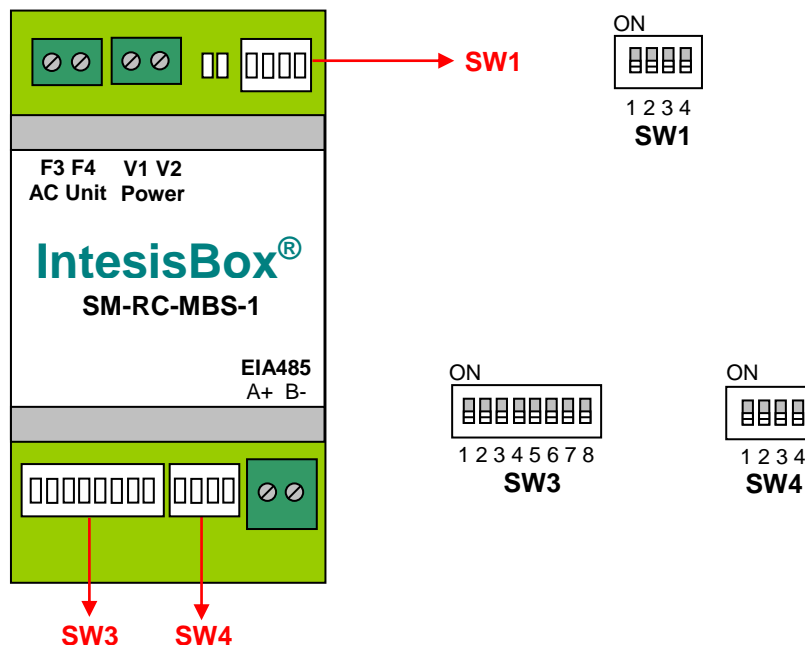 ON
SW1
1 2 3 4
SW1
F3 F4 V1 V2
AC Unit Power
IntesisBox®
SM-RC-MBS-1
EIA485
A+ B-
ON
ON
1 2 3 4 5 6 7 8
1 2 3 4
SW3
SW4
SW3
SW4